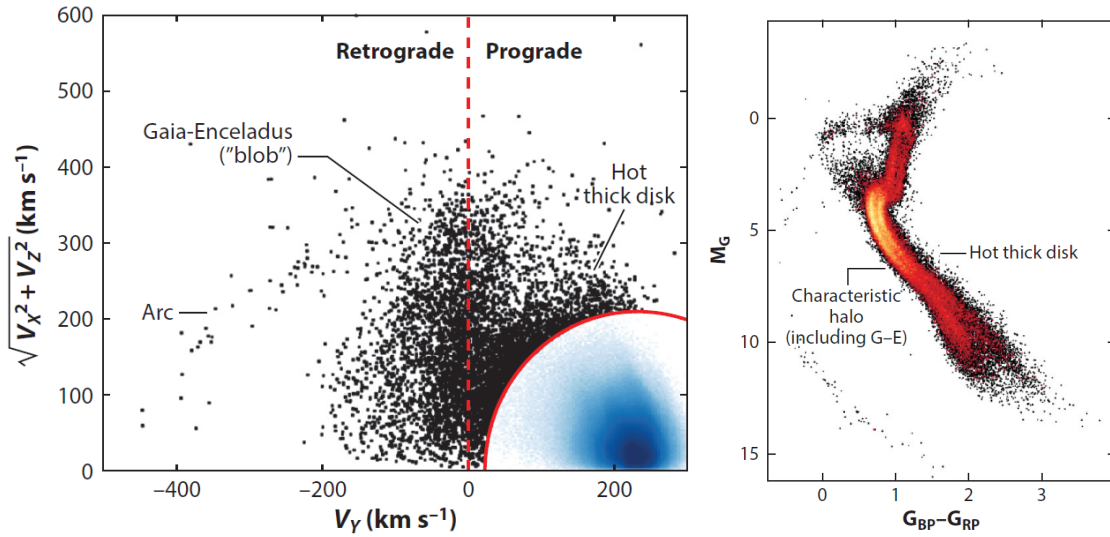 600
500
400
300
200
100
0
√V_X² + V_Z² (km s⁻¹)
Retrograde
Prograde
Gaia-Enceladus
("blob")
Hot
thick disk
Arc
–400
–200
0
200
V_Y (km s⁻¹)
0
5
10
15
M_G
Hot thick disk
Characteristic
halo
(including G–E)
0
1
2
3
G_BP–G_RP